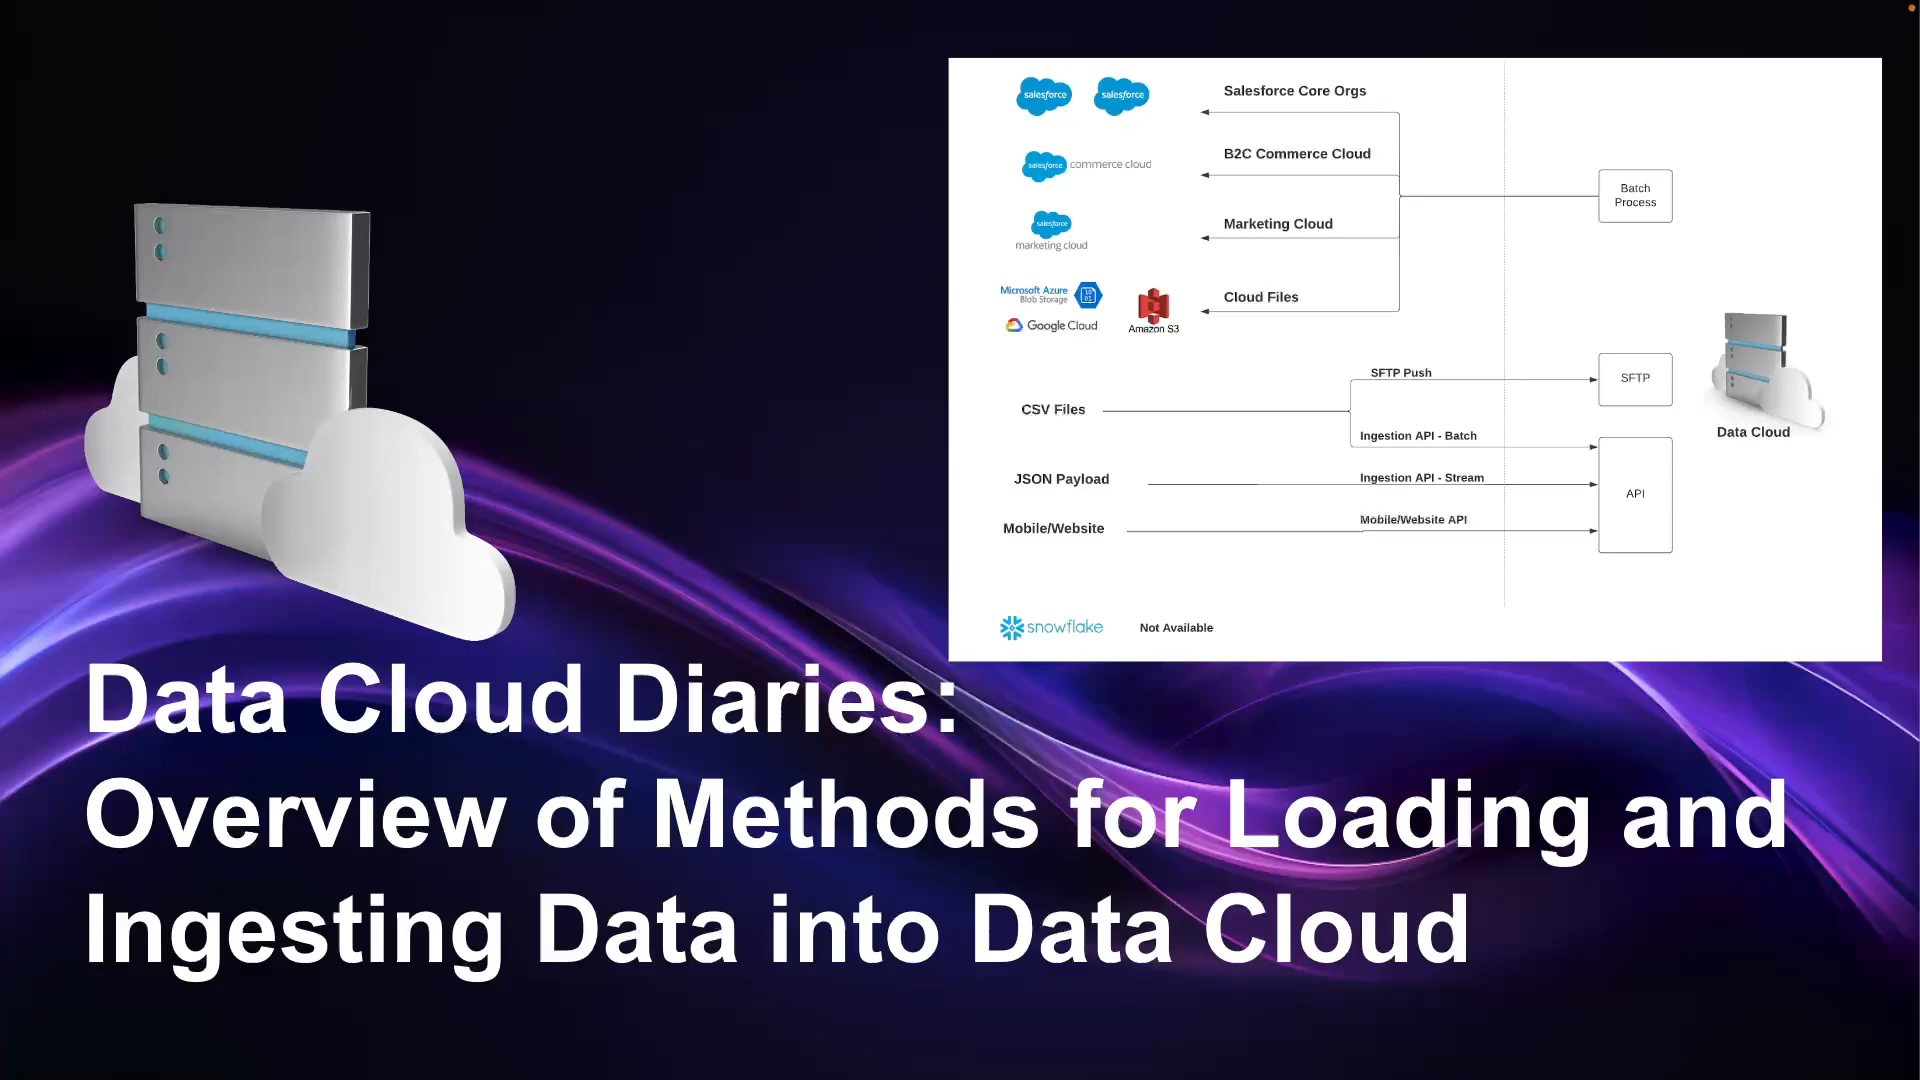 salesforce
salesforce
Salesforce Core Orgs
salesforce
commerce cloud
B2C Commerce Cloud
Batch
Process
salesforce
marketing cloud
Marketing Cloud
Microsoft Azure
Blob Storage
10
01
Google Cloud
Amazon S3
Cloud Files
SFTP Push
SFTP
CSV Files
Ingestion API - Batch
Data Cloud
JSON Payload
Ingestion API - Stream
API
Mobile/Website
Mobile/Website API
snowflake
Not Available
Data Cloud Diaries:
Overview of Methods for Loading and
Ingesting Data into Data Cloud